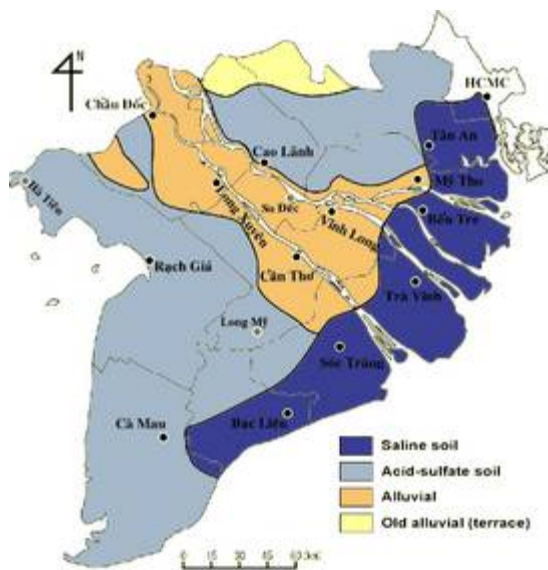 N
HCMC
Châu Đốc
Tân An
Cao Lãnh
Mỹ Tho
Hà Tiên
Long Xuyên
Sa Đéc
Bến Tre
Vĩnh Long
Cần Thơ
Rạch Giá
Trà Vinh
Long Mỹ
Sóc Trăng
Bạc Liêu
Cà Mau
Saline soil
Acid-sulfate soil
Alluvial
Old alluvial (terrace)
0 15 30 45 60